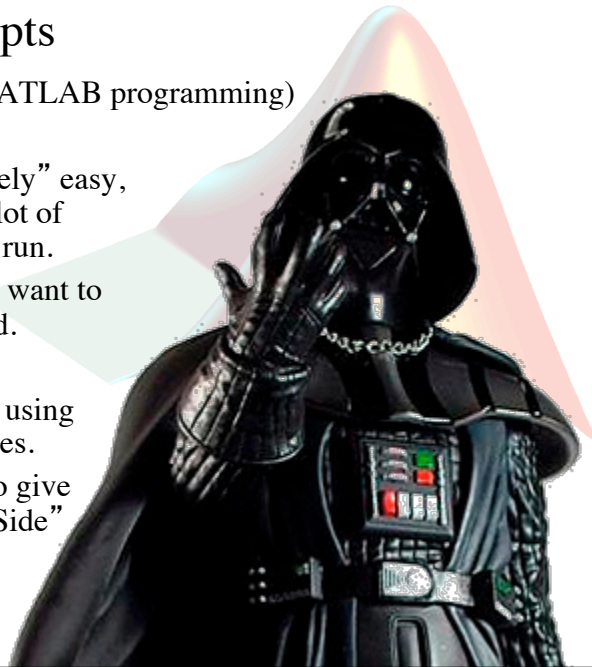 pts
ATLAB programming)
ely” easy,
lot of
run.
want to
d.
using
es.
o give
Side”